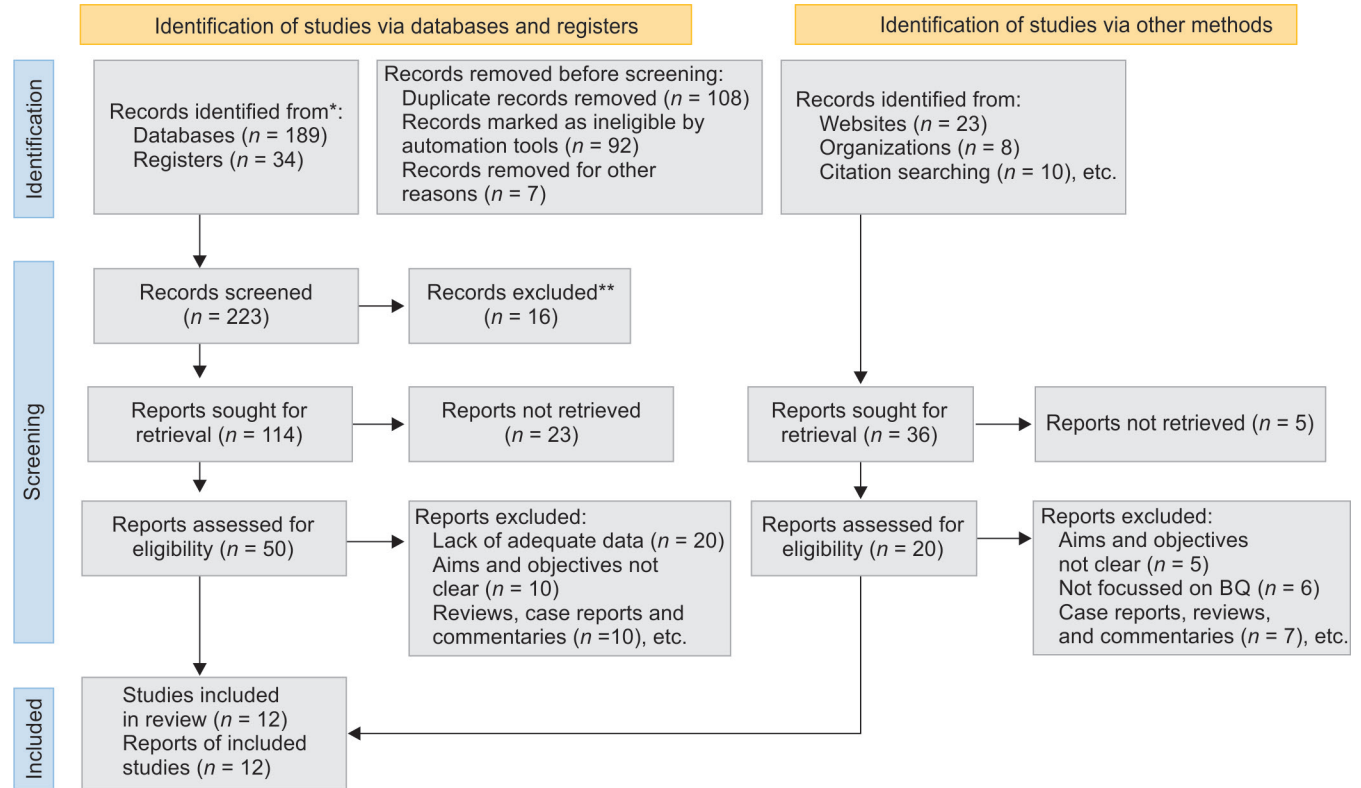 Identification of studies via databases and registers
Identification of studies via other methods
Identification
Records identified from*:
Databases (n = 189)
Registers (n = 34)
Records removed before screening:
Duplicate records removed (n = 108)
Records marked as ineligible by
automation tools (n = 92)
Records removed for other
reasons (n = 7)
Records identified from:
Websites (n = 23)
Organizations (n = 8)
Citation searching (n = 10), etc.
Screening
Records screened
(n = 223)
Records excluded**
(n = 16)
Reports sought for
retrieval (n = 114)
Reports not retrieved
(n = 23)
Reports sought for
retrieval (n = 36)
Reports not retrieved (n = 5)
Reports assessed for
eligibility (n = 50)
Reports excluded:
Lack of adequate data (n = 20)
Aims and objectives not
clear (n = 10)
Reviews, case reports and
commentaries (n =10), etc.
Reports assessed for
eligibility (n = 20)
Reports excluded:
Aims and objectives
not clear (n = 5)
Not focussed on BQ (n = 6)
Case reports, reviews,
and commentaries (n = 7), etc.
Included
Studies included
in review (n = 12)
Reports of included
studies (n = 12)